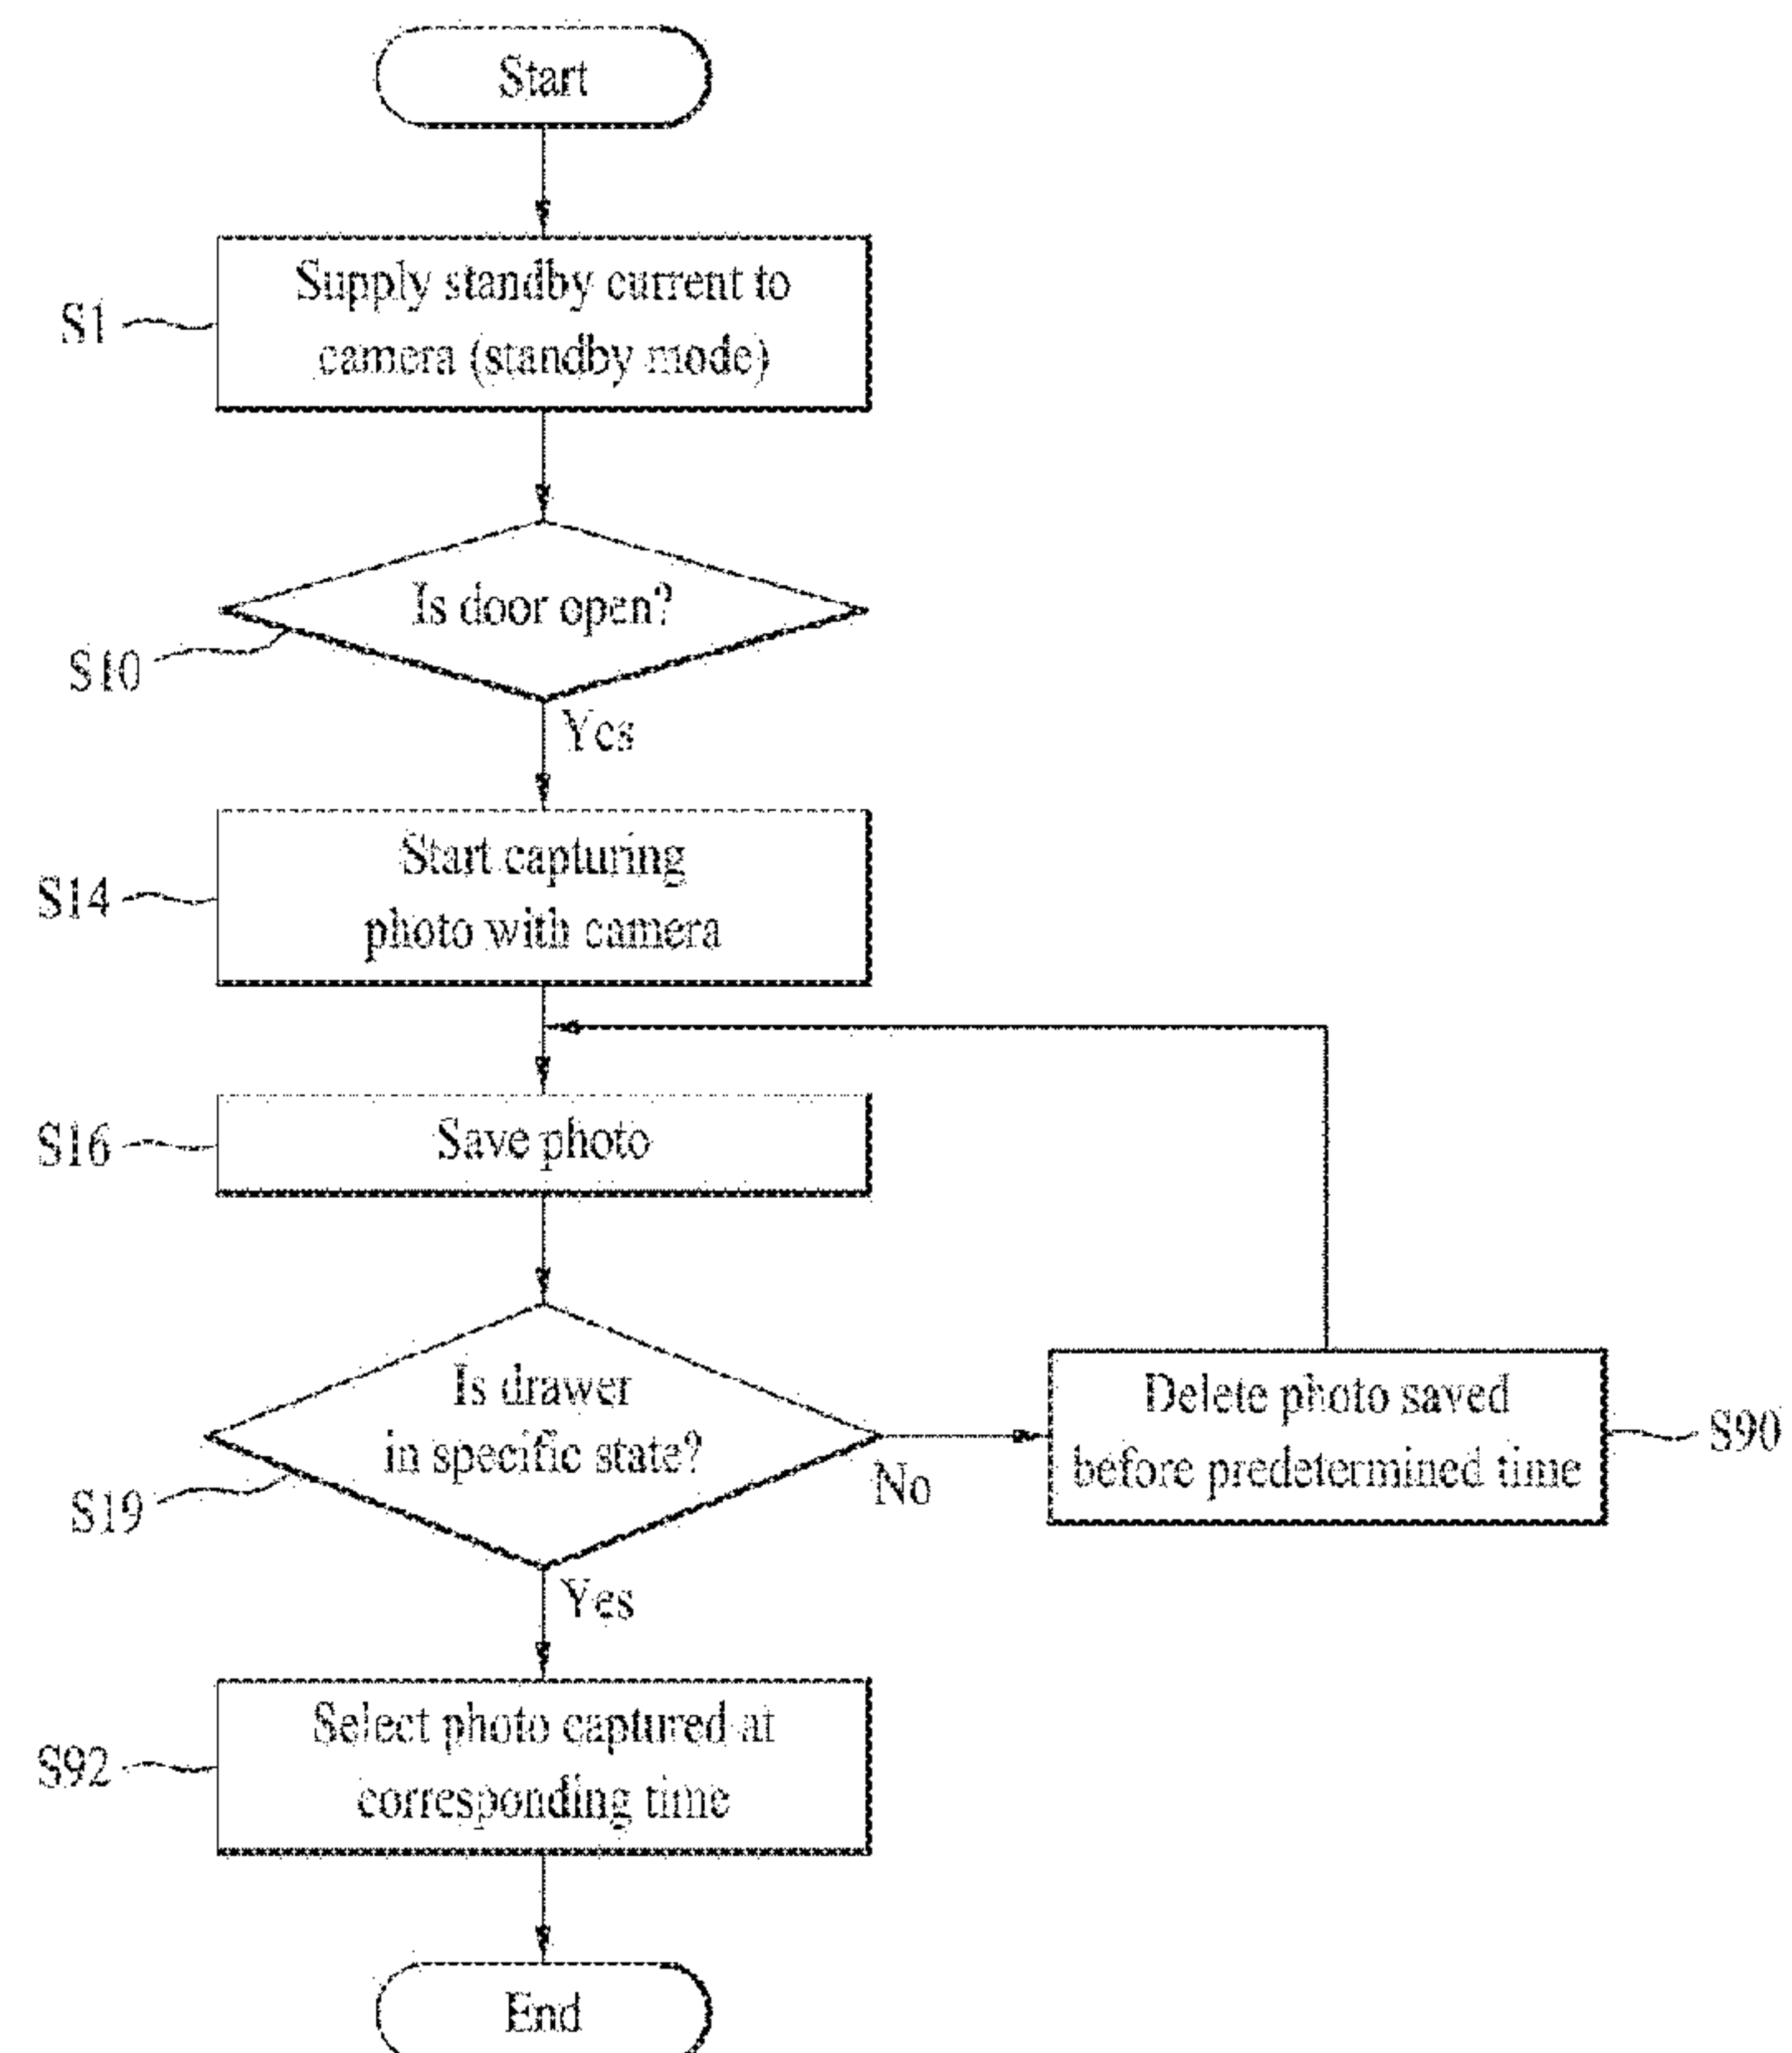 Start
S1
Supply standby current to
camera (standby mode)
Is door open?
S10
Yes
S14
Start capturing
photo with camera
S16
Save photo
Is drawer
in specific state?
S19
No
Delete photo saved
before predetermined time
S90
Yes
S92
Select photo captured at
corresponding time
End